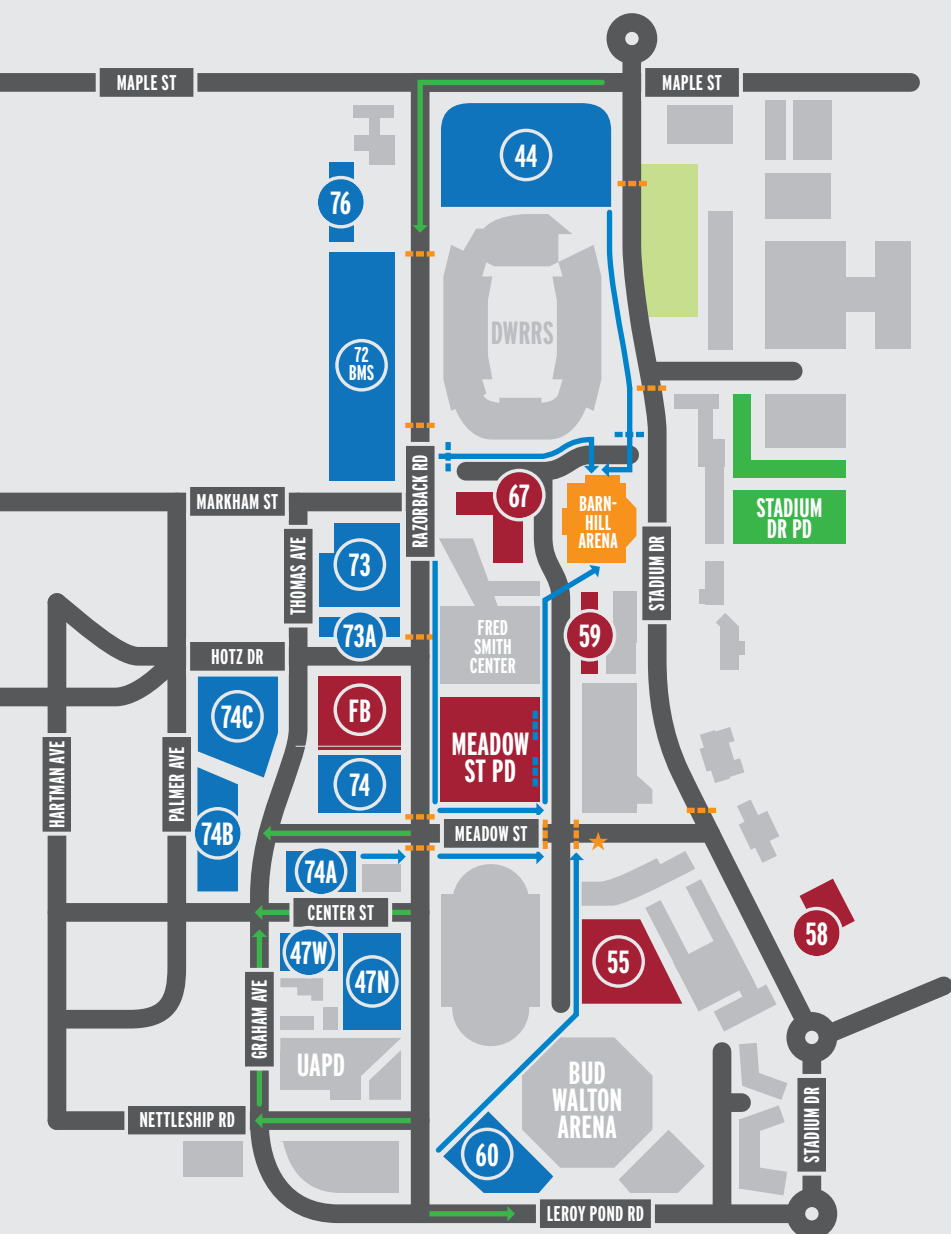 MAPLE ST
MAPLE ST
44
76
DWRRS
72
BMS
RAZORBACK RD
MARKHAM ST
67
BARN-
HILL
ARENA
STADIUM
DR PD
THOMAS AVE
73
STADIUM DR
73A
FRED
SMITH
CENTER
59
HOTZ DR
74C
FB
MEADOW
ST PD
HARTMAN AVE
PALMER AVE
74
74B
MEADOW ST
74A
CENTER ST
58
47W
47N
55
GRAHAM AVE
UAPD
BUD
WALTON
ARENA
NETTLESHIP RD
STADIUM DR
60
LEROY POND RD